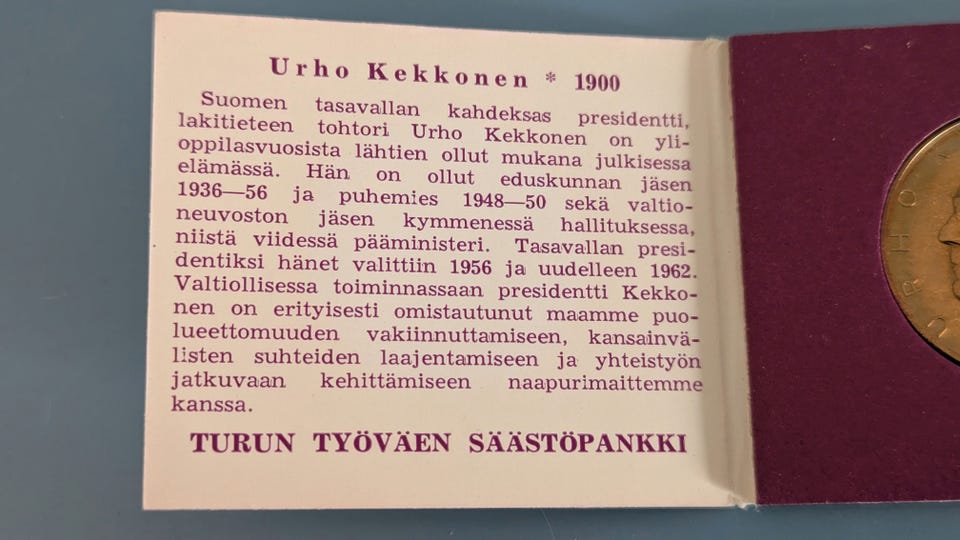 Urho Kekkonen * 1900
Suomen tasavallan kahdeksas presidentti,
lakitieteen tohtori Urho Kekkonen on yli-
oppilasvuosista lähtien ollut mukana julkisessa
elämässä. Hän on ollut eduskunnan jäsen
1936—56 ja puhemies 1948—50 sekä valtio-
neuvoston jäsen kymmenessä hallituksessa,
niistä viidessä pääministeri. Tasavallan presi-
dentiksi hänet valittiin 1956 ja uudelleen 1962.
Valtiollisessa toiminnassaan presidentti Kekko-
nen on erityisesti omistautunut maamme puo-
lueettomuuden vakiinnuttamiseen, kansainvä-
listen suhteiden laajentamiseen ja yhteistyön
jatkuvaan kehittämiseen naapurimaittemme
kanssa.
TURUN TYÖVÄEN SÄÄSTÖPANKKI
URHO